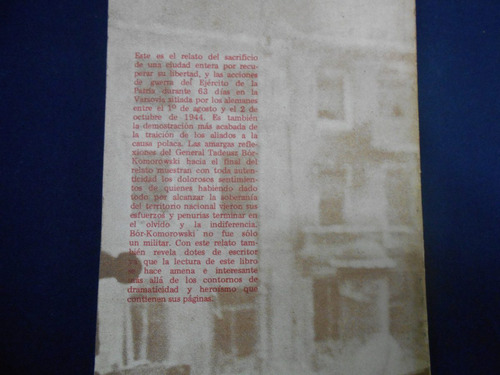 Este es el relato del sacrificio
de una ciudad entera por recu-
perar su libertad, y las acciones
de guerra del Ejército de la
Patria durante 63 días en la
Varsovia sitiada por los alemanes
entre el 1º de agosto y el 2 de
octubre de 1944. Es también
la demostración más acabada de
la traición de los aliados a
la causa polaca. Las amargas refle-
xiones del General Tadeusz Bór-
Komorowski hacia el final del
relato muestran con toda auten-
ticidad los dolorosos sentimien-
tos de quienes habiendo dado
todo por alcanzar la soberanía
del territorio nacional vieron sus
esfuerzos y penurias terminar en
el olvido y la indiferencia.
Bór-Komorowski no fue sólo
un militar. Con este relato tam-
bién revela dotes de escritor
ya que la lectura de este libro
se hace amena e interesante
más allá de los contornos de
dramaticidad y heroísmo que
contienen sus páginas.